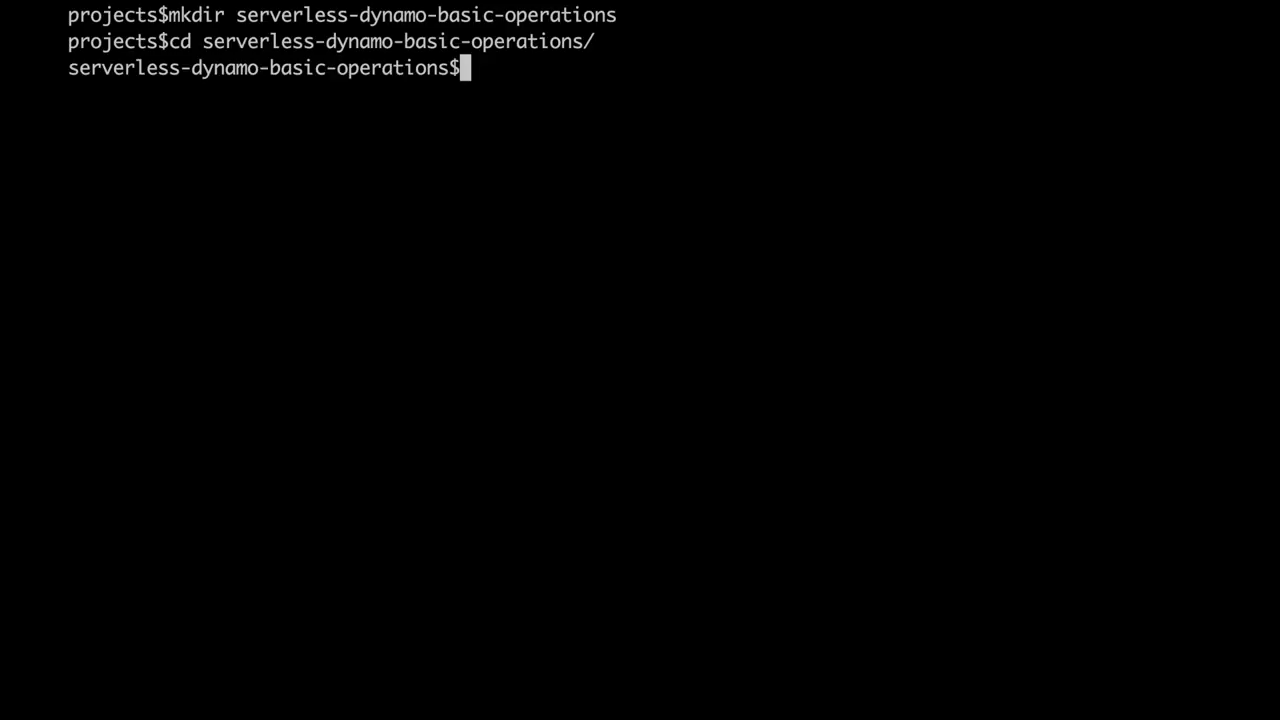 projects$mkdir serverless-dynamo-basic-operations
projects$cd serverless-dynamo-basic-operations/
serverless-dynamo-basic-operations$